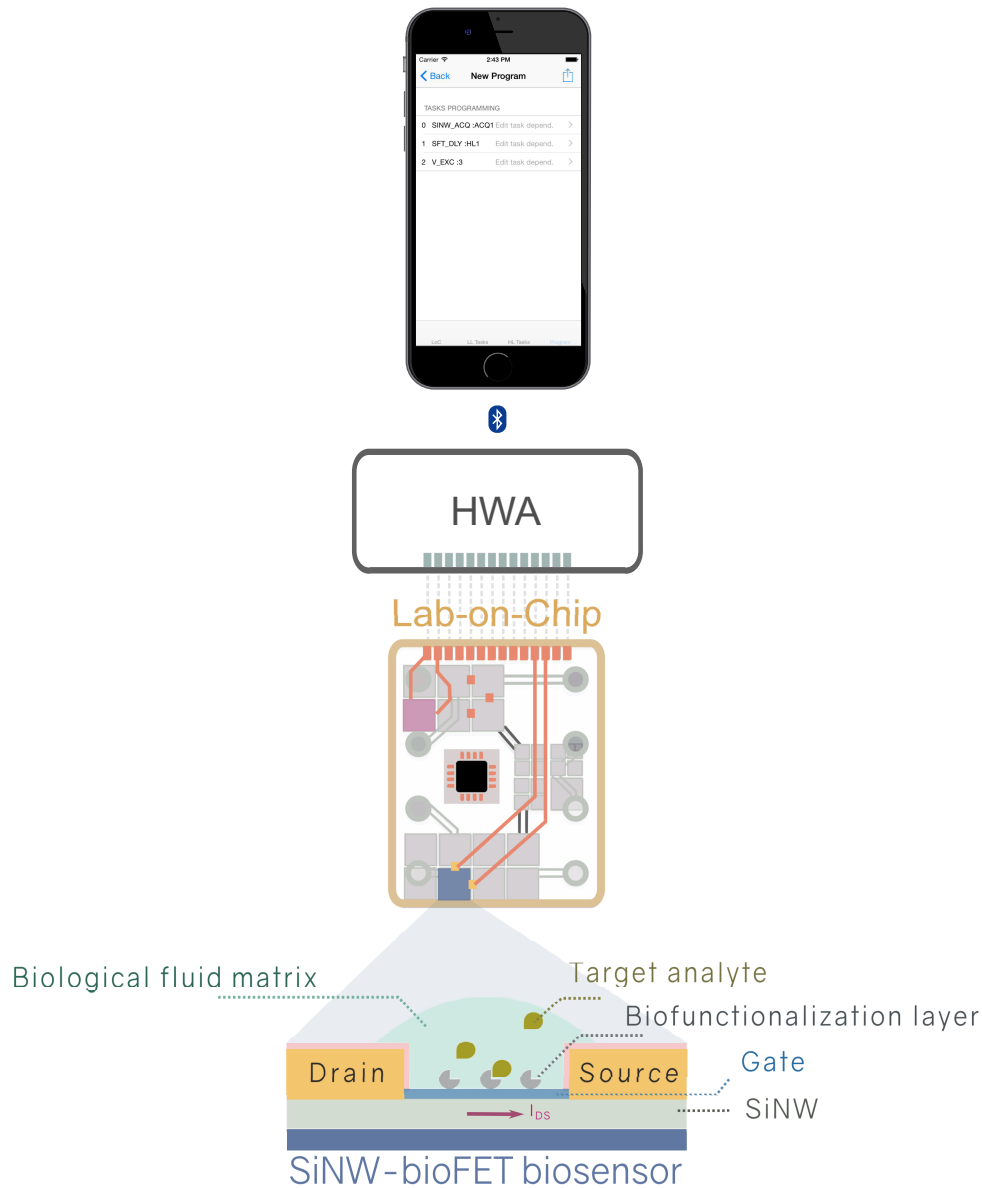 Carrier 2:43 PM
Back New Program
TASKS PROGRAMMING
0 SINW_ACQ :ACQ1 Edit task depend.
1 SFT_DLY :HL1 Edit task depend.
2 V_EXC :3 Edit task depend.
LoC LL Tasks HL Tasks
HWA
Lab-on-Chip
Biological fluid matrix
Target analyte
Biofunctionalization layer
Gate
Drain
Source
SiNW
IDS
SiNW-bioFET biosensor